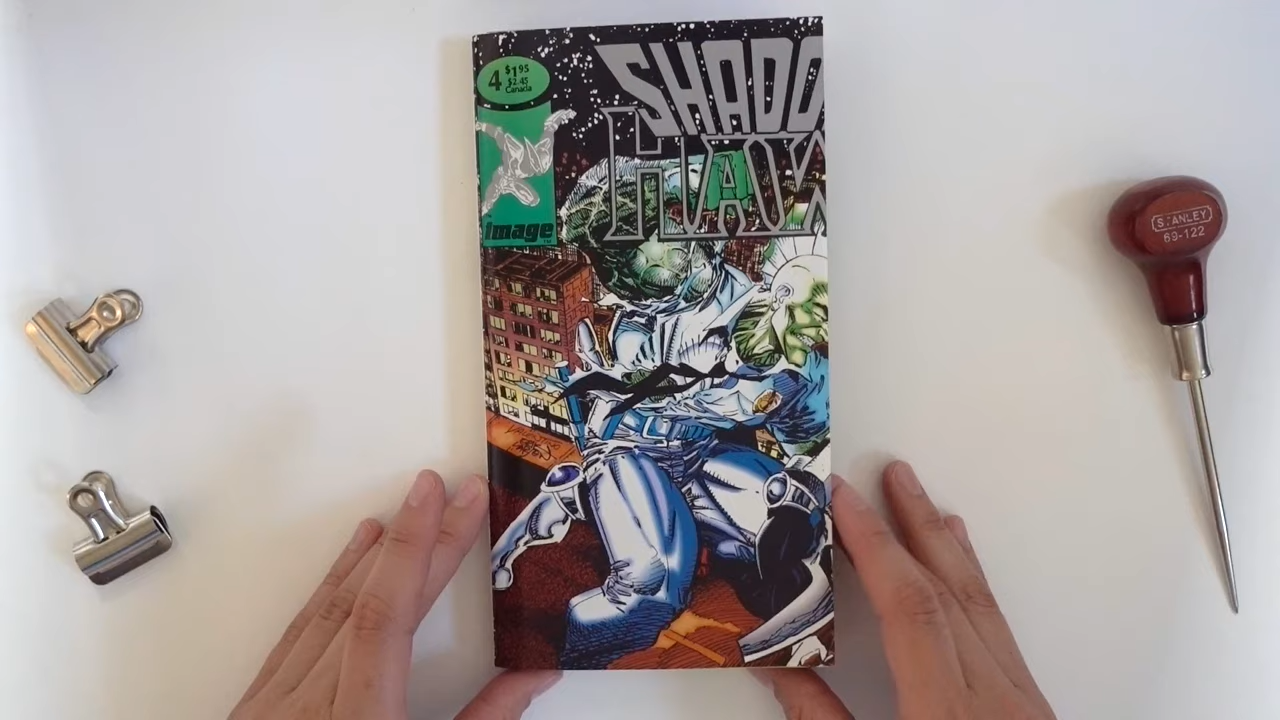 4 $1.95
$2.45
Canada
SHADO
HAW
image
STANLEY
69-122